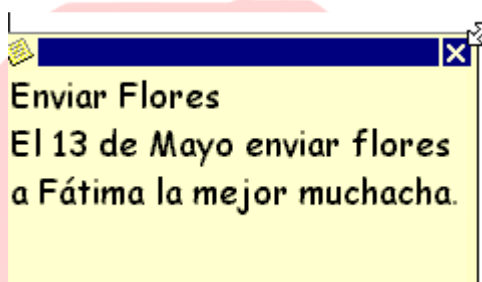 Enviar Flores
El 13 de Mayo enviar flores
a Fátima la mejor muchacha.